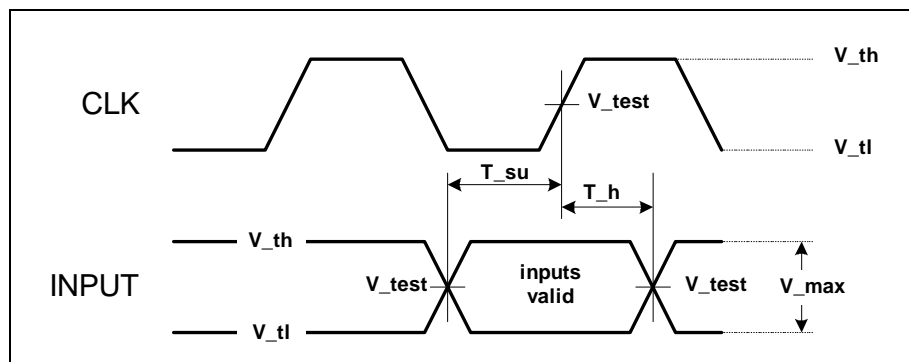 V_th
CLK
V_test
V_tl
T_su
T_h
V_th
V_test
inputs
valid
V_test
V_max
INPUT
V_tl